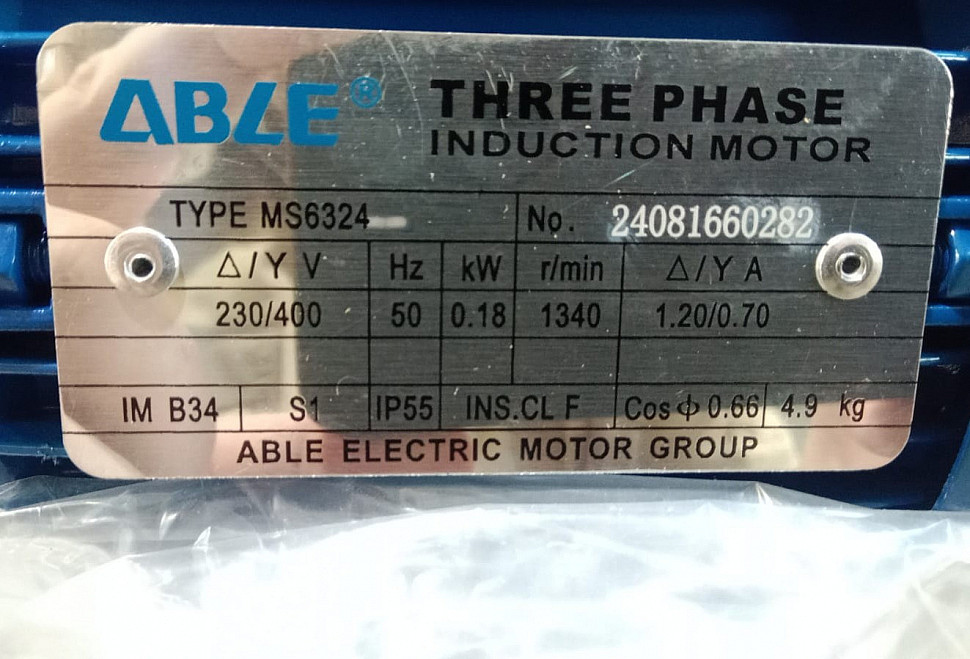 ABLE® THREE PHASE
INDUCTION MOTOR
TYPE MS6324 No. 24081660282
Δ/Y V Hz kW r/min Δ/Y A
230/400 50 0.18 1340 1.20/0.70
IM B34 S1 IP55 INS.CL F Cos ϕ 0.66 4.9 kg
ABLE ELECTRIC MOTOR GROUP